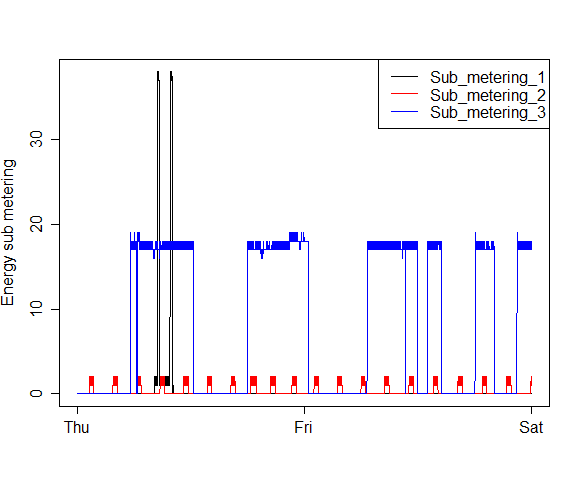 Sub_metering_1
Sub_metering_2
Sub_metering_3
Energy sub metering
30
20
10
0
Thu
Fri
Sat